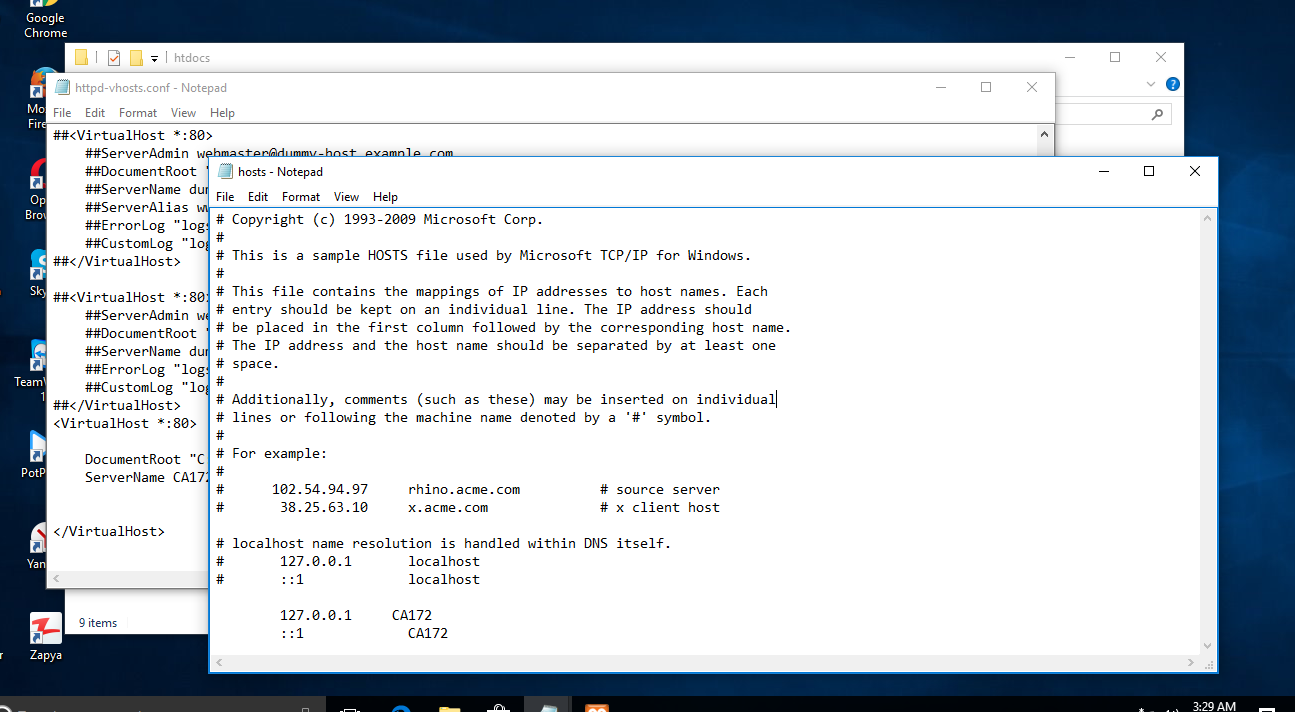 Google
Chrome
htdocs
httpd-vhosts.conf - Notepad
File Edit Format View Help
##<VirtualHost *:80>
##ServerAdmin webmaster@dummy-host.example.com
##DocumentRoot "
##ServerName du
##ServerAlias w
##ErrorLog "logs
##CustomLog "log
##</VirtualHost>
##<VirtualHost *:80>
##ServerAdmin we
##DocumentRoot "
##ServerName du
##ErrorLog "logs
##CustomLog "log
##</VirtualHost>
<VirtualHost *:80>
DocumentRoot "C
ServerName CA172
</VirtualHost>
hosts - Notepad
File Edit Format View Help
# Copyright (c) 1993-2009 Microsoft Corp.
#
# This is a sample HOSTS file used by Microsoft TCP/IP for Windows.
#
# This file contains the mappings of IP addresses to host names. Each
# entry should be kept on an individual line. The IP address should
# be placed in the first column followed by the corresponding host name.
# The IP address and the host name should be separated by at least one
# space.
#
# Additionally, comments (such as these) may be inserted on individual
# lines or following the machine name denoted by a '#' symbol.
#
# For example:
#
# 102.54.94.97 rhino.acme.com # source server
# 38.25.63.10 x.acme.com # x client host
# localhost name resolution is handled within DNS itself.
# 127.0.0.1 localhost
# ::1 localhost
127.0.0.1 CA172
::1 CA172
9 items
Mo
Fire
Op
Brow
Sky
TeamV
1
PotP
Yan
Zapya
3:29 AM